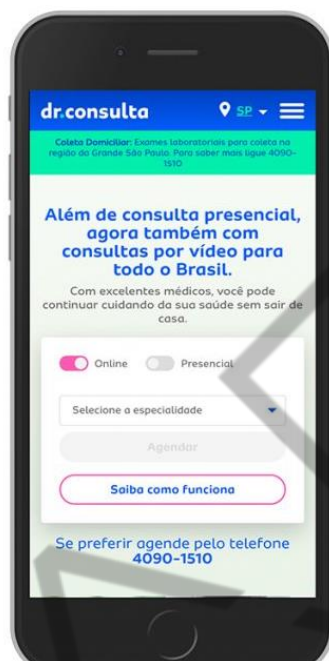 dr.consulta
SP
Coleta Domiciliar: Exames laboratoriais para coleta na
região da Grande São Paulo. Para saber mais ligue 4090-
1510
Além de consulta presencial,
agora também com
consultas por vídeo para
todo o Brasil.
Com excelentes médicos, você pode
continuar cuidando da sua saúde sem sair de
casa.
Online
Presencial
Selecione a especialidade
Agendar
Saiba como funciona
Se preferir agende pelo telefone
4090-1510